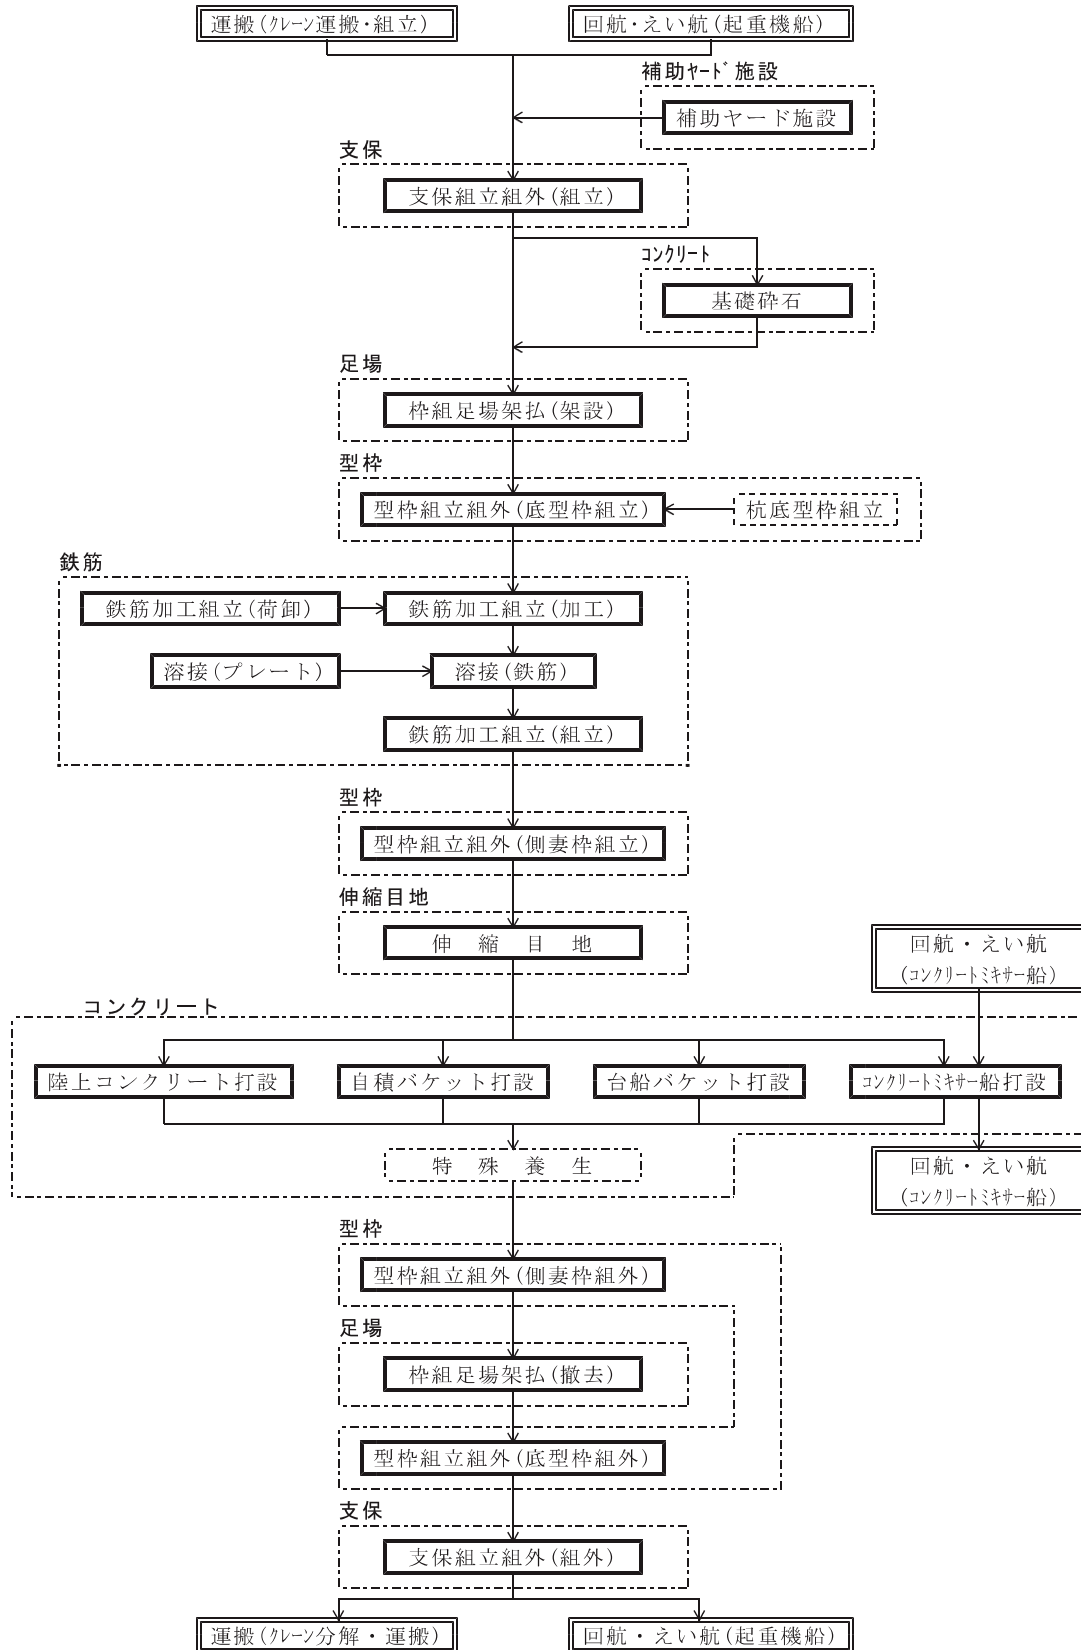 運搬(ｸﾚｰﾝ運搬･組立)
回航･えい航(起重機船)
補助ﾔｰﾄﾞ施設
補助ヤード施設
支保
支保組立組外(組立)
ｺﾝｸﾘｰﾄ
基礎砕石
足場
枠組足場架払(架設)
型枠
型枠組立組外(底型枠組立)
杭底型枠組立
鉄筋
鉄筋加工組立(荷卸)
鉄筋加工組立(加工)
溶接(プレート)
溶接(鉄筋)
鉄筋加工組立(組立)
型枠
型枠組立組外(側妻枠組立)
伸縮目地
伸　縮　目　地
回航・えい航
(ｺﾝｸﾘｰﾄﾐｷｻｰ船)
コンクリート
陸上コンクリート打設
自積バケット打設
台船バケット打設
ｺﾝｸﾘｰﾄﾐｷｻｰ船打設
特　殊　養　生
回航・えい航
(ｺﾝｸﾘｰﾄﾐｷｻｰ船)
型枠
型枠組立組外(側妻枠組外)
足場
枠組足場架払(撤去)
型枠組立組外(底型枠組外)
支保
支保組立組外(組外)
運搬(ｸﾚｰﾝ分解・運搬)
回航・えい航(起重機船)